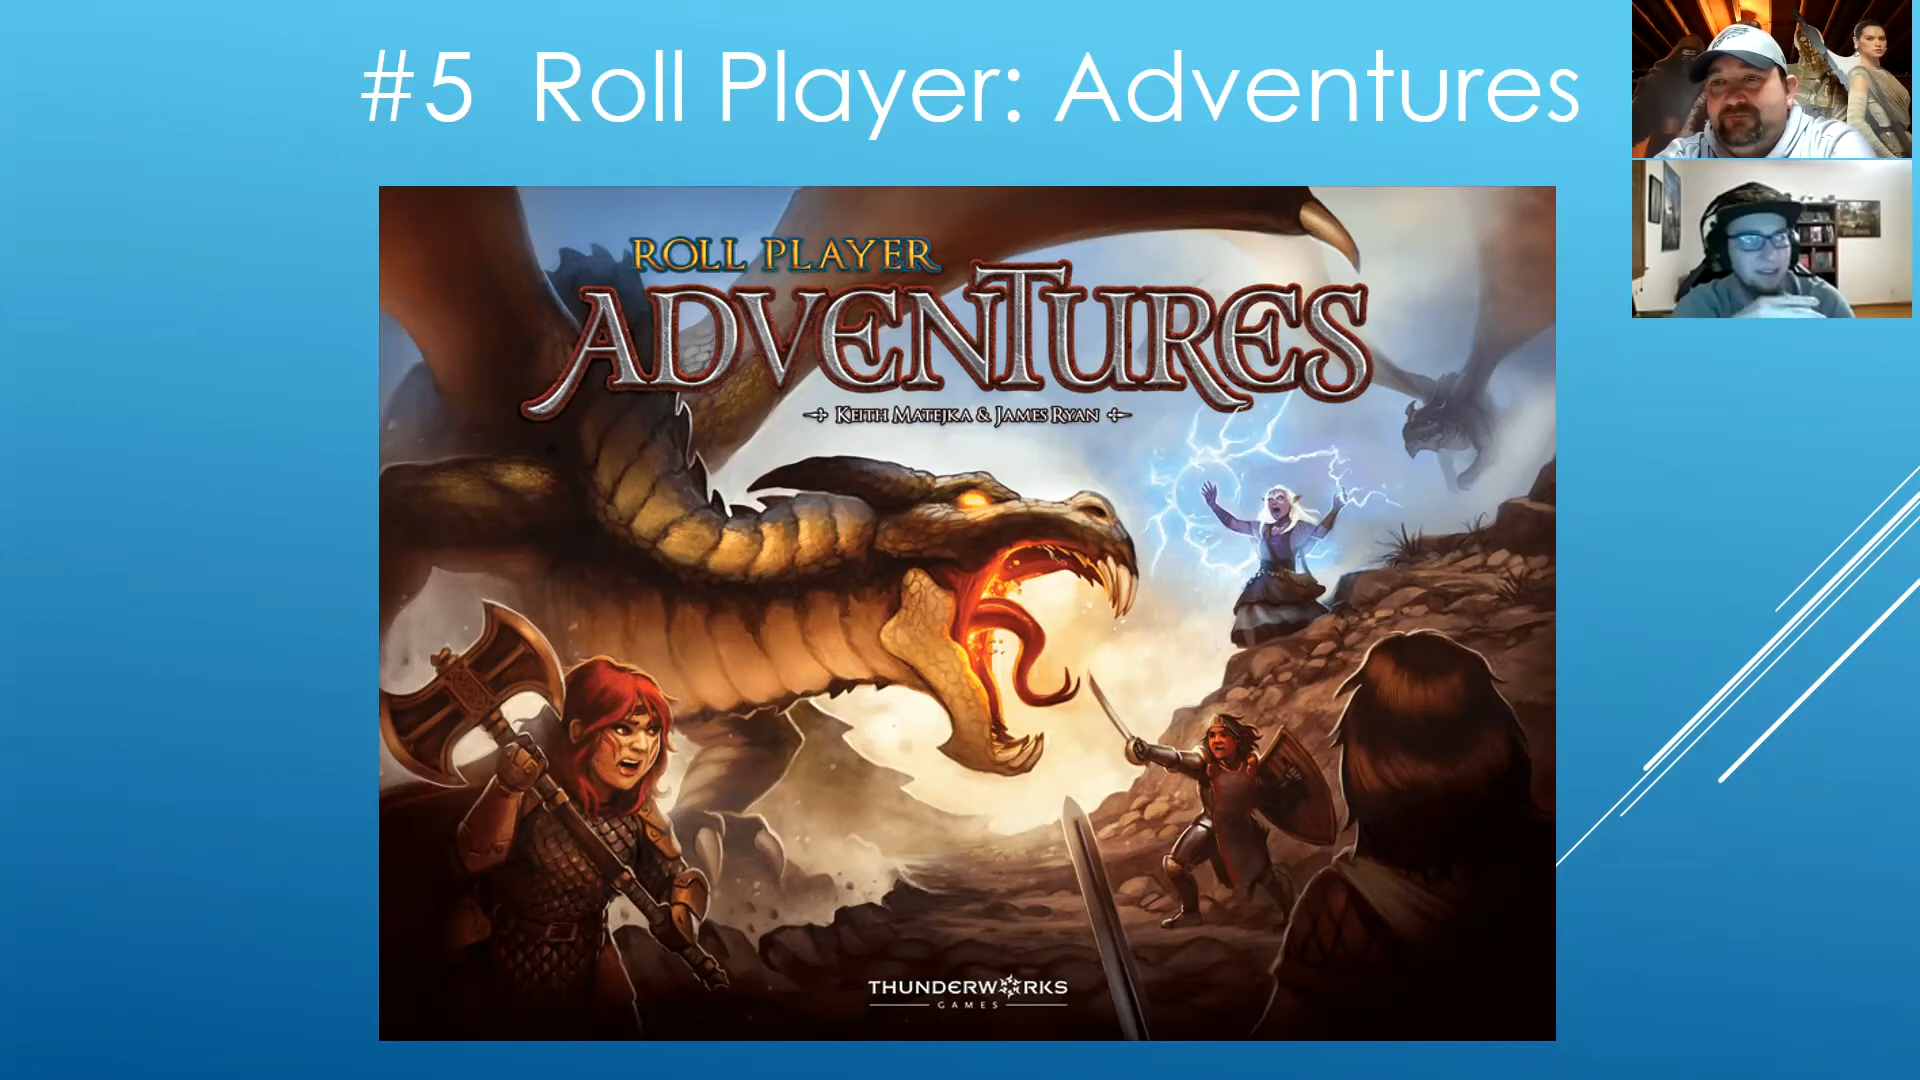 #5 Roll Player: Adventures
ROLL PLAYER
ADVENTURES
KEITH MATEJKA & JAMES RYAN
THUNDERWORKS
GAMES